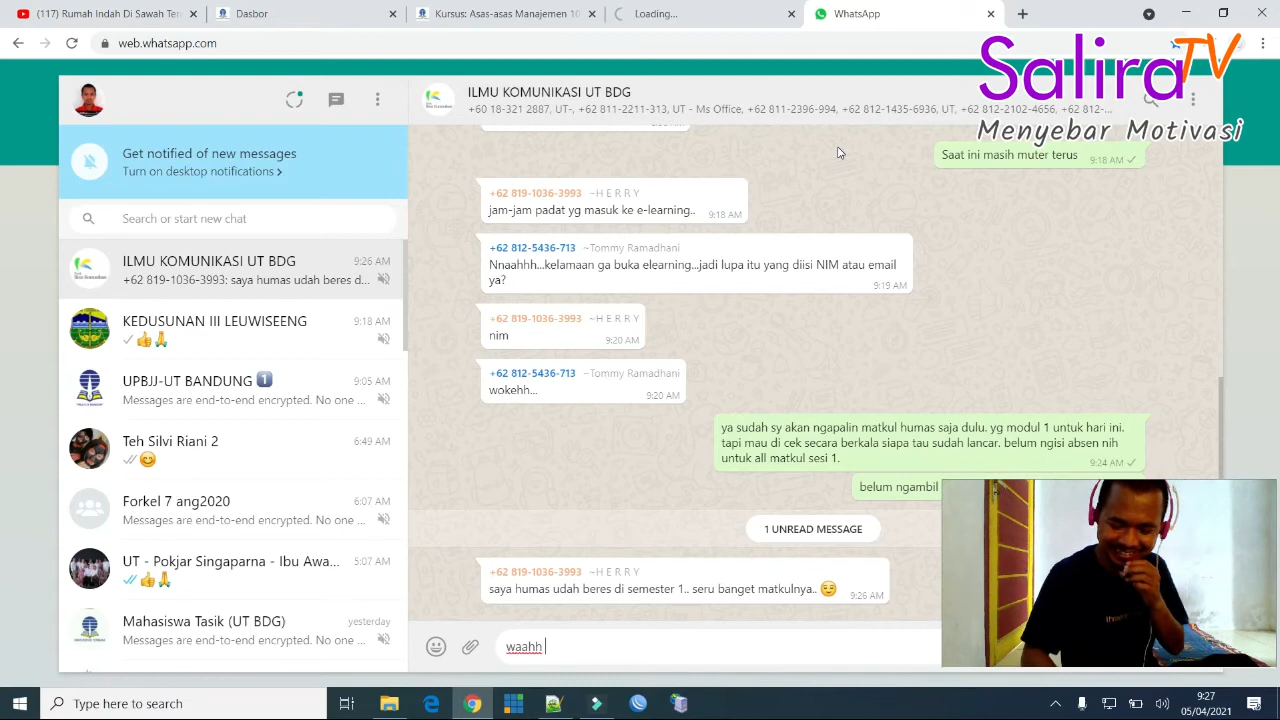 (117) Rumah Indah Di Sawah Ter
Dasbor
Kursus: Asas-asas Manajemen 10
Loading...
WhatsApp
web.whatsapp.com
Salira TV
Menyebar Motivasi
ILMU KOMUNIKASI UT BDG
+60 18-321 2887, UT-, +62 811-2211-313, UT - Ms Office, +62 811-2396-994, +62 812-1435-6936, UT, +62 812-2102-4656, +62 812-...
Get notified of new messages
Turn on desktop notifications >
Search or start new chat
ILMU KOMUNIKASI UT BDG 9:26 AM
+62 819-1036-3993: saya humas udah beres d...
KEDUSUNAN III LEUWISEENG 9:18 AM
👍🙏
UPBJJ-UT BANDUNG 1️⃣ 9:05 AM
Messages are end-to-end encrypted. No one ...
Teh Silvi Riani 2 6:49 AM
😊
Forkel 7 ang2020 6:07 AM
Messages are end-to-end encrypted. No one ...
UT - Pokjar Singaparna - Ibu Awa... 5:07 AM
👍🙏
Mahasiswa Tasik (UT BDG) yesterday
Messages are end-to-end encrypted. No one ...
Saat ini masih muter terus 9:18 AM
+62 819-1036-3993 ~H E R R Y
jam-jam padat yg masuk ke e-learning.. 9:18 AM
+62 812-5436-713 ~Tommy Ramadhani
Nnaahhh...kelamaan ga buka elearning...jadi lupa itu yang diisi NIM atau email
ya? 9:19 AM
+62 819-1036-3993 ~H E R R Y
nim 9:20 AM
+62 812-5436-713 ~Tommy Ramadhani
wokehh... 9:20 AM
ya sudah sy akan ngapalin matkul humas saja dulu. yg modul 1 untuk hari ini.
tapi mau di cek secara berkala siapa tau sudah lancar. belum ngisi absen nih
untuk all matkul sesi 1. 9:24 AM
belum ngambil
1 UNREAD MESSAGE
+62 819-1036-3993 ~H E R R Y
saya humas udah beres di semester 1.. seru banget matkulnya.. 😌 9:26 AM
waahh
Type here to search
9:27
05/04/2021